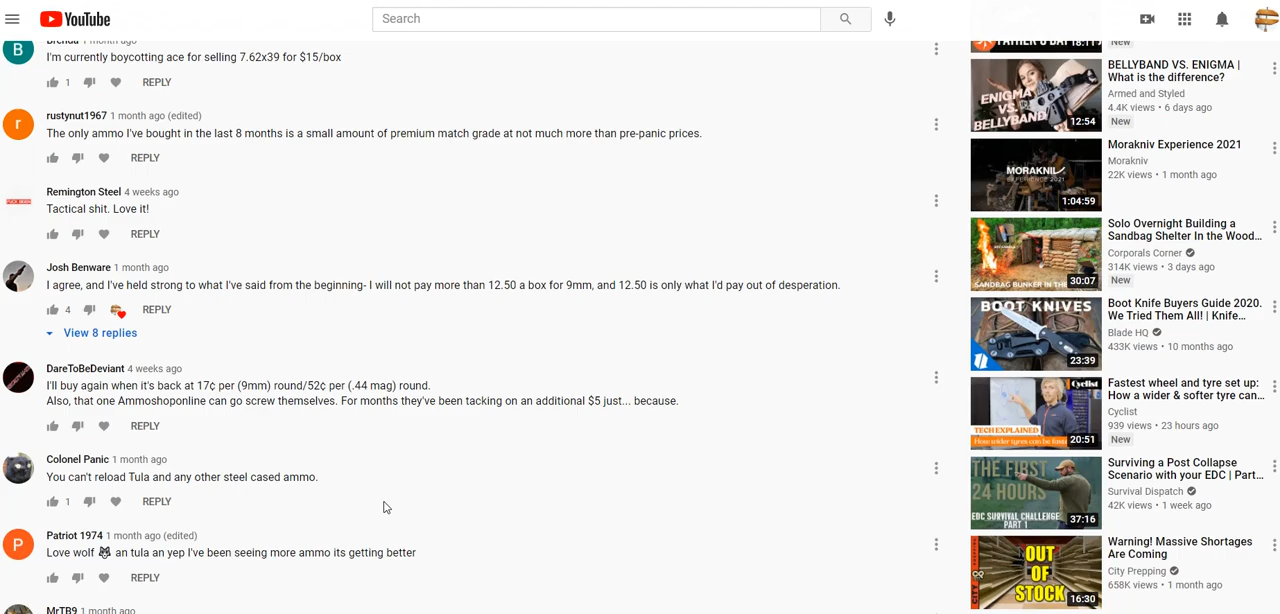 YouTube
Search
Brenda 1 month ago
I'm currently boycotting ace for selling 7.62x39 for $15/box
1 REPLY
rustynut1967 1 month ago (edited)
The only ammo I've bought in the last 8 months is a small amount of premium match grade at not much more than pre-panic prices.
REPLY
Remington Steel 4 weeks ago
Tactical shit. Love it!
REPLY
Josh Benware 1 month ago
I agree, and I've held strong to what I've said from the beginning- I will not pay more than 12.50 a box for 9mm, and 12.50 is only what I'd pay out of desperation.
4 REPLY
View 8 replies
DareToBeDeviant 4 weeks ago
I'll buy again when it's back at 17¢ per (9mm) round/52¢ per (.44 mag) round.
Also, that one Ammoshoponline can go screw themselves. For months they've been tacking on an additional $5 just... because.
REPLY
Colonel Panic 1 month ago
You can't reload Tula and any other steel cased ammo.
1 REPLY
Patriot 1974 1 month ago (edited)
Love wolf 🐺 an tula an yep I've been seeing more ammo its getting better
REPLY
MrTB9 1 month ago
B
r
P
FATHER'S DAY
18:11
New
ENIGMA
VS.
BELLYBAND
12:54
BELLYBAND VS. ENIGMA |
What is the difference?
Armed and Styled
4.4K views • 6 days ago
New
MORAKNIV
EXPERIENCE 2021
1:04:59
Morakniv Experience 2021
Morakniv
22K views • 1 month ago
SANDBAG BUNKER IN THE
30:07
Solo Overnight Building a
Sandbag Shelter In the Wood...
Corporals Corner
314K views • 3 days ago
New
BOOT KNIVES
23:39
Boot Knife Buyers Guide 2020.
We Tried Them All! | Knife...
Blade HQ
433K views • 10 months ago
Cyclist
TECH EXPLAINED
How wider tyres can be faster
20:51
Fastest wheel and tyre set up:
How a wider & softer tyre can...
Cyclist
939 views • 23 hours ago
New
THE FIRST
24 HOURS
EDC SURVIVAL CHALLENGE
PART 1
37:16
Surviving a Post Collapse
Scenario with your EDC | Part...
Survival Dispatch
42K views • 1 week ago
OUT
OF
STOCK
CITY
PREPPING
16:30
Warning! Massive Shortages
Are Coming
City Prepping
658K views • 1 month ago